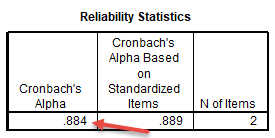 Reliability Statistics
Cronbach's
Alpha Based
on
Cronbach's Standardized
Alpha Items N of Items
.884 .889 2